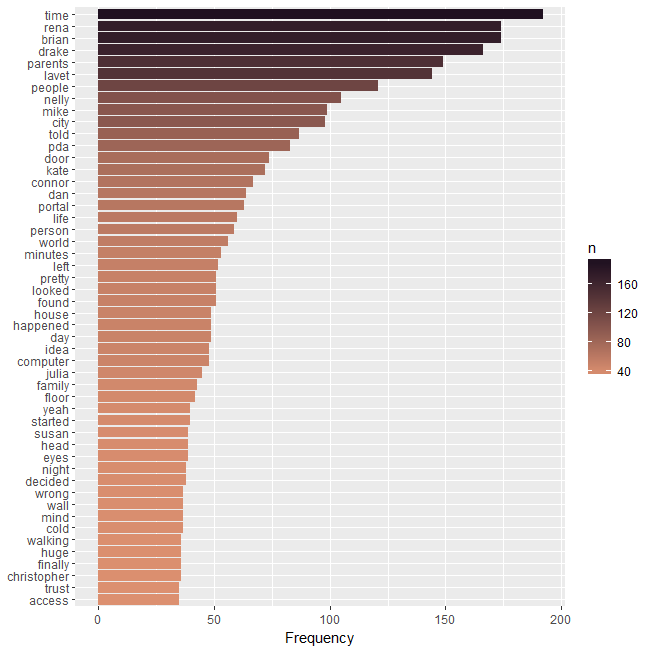 time
rena
brian
drake
parents
lavet
people
nelly
mike
city
told
pda
door
kate
connor
dan
portal
life
person
world
minutes
left
pretty
looked
found
house
happened
day
idea
computer
julia
family
floor
yeah
started
susan
head
eyes
night
decided
wrong
wall
mind
cold
walking
huge
finally
christopher
trust
access
0 50 100 150 200
Frequency
n
160
120
80
40